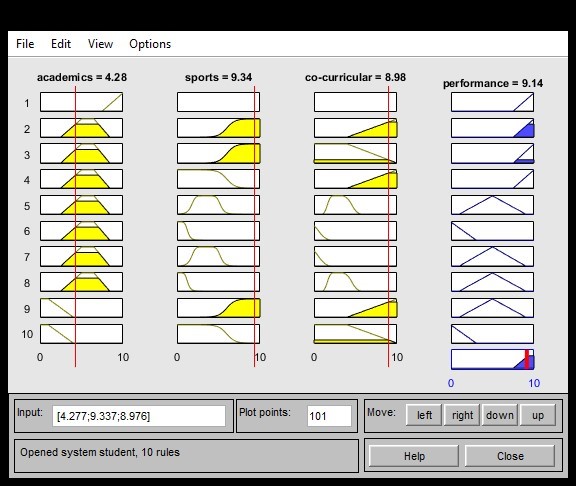 File Edit View Options
academics = 4.28 sports = 9.34 co-curricular = 8.98 performance = 9.14
1
2
3
4
5
6
7
8
9
10
0 10 0 10 0 10
0 10
Input: [4.277;9.337;8.976] Plot points: 101 Move: left right down up
Opened system student, 10 rules Help Close